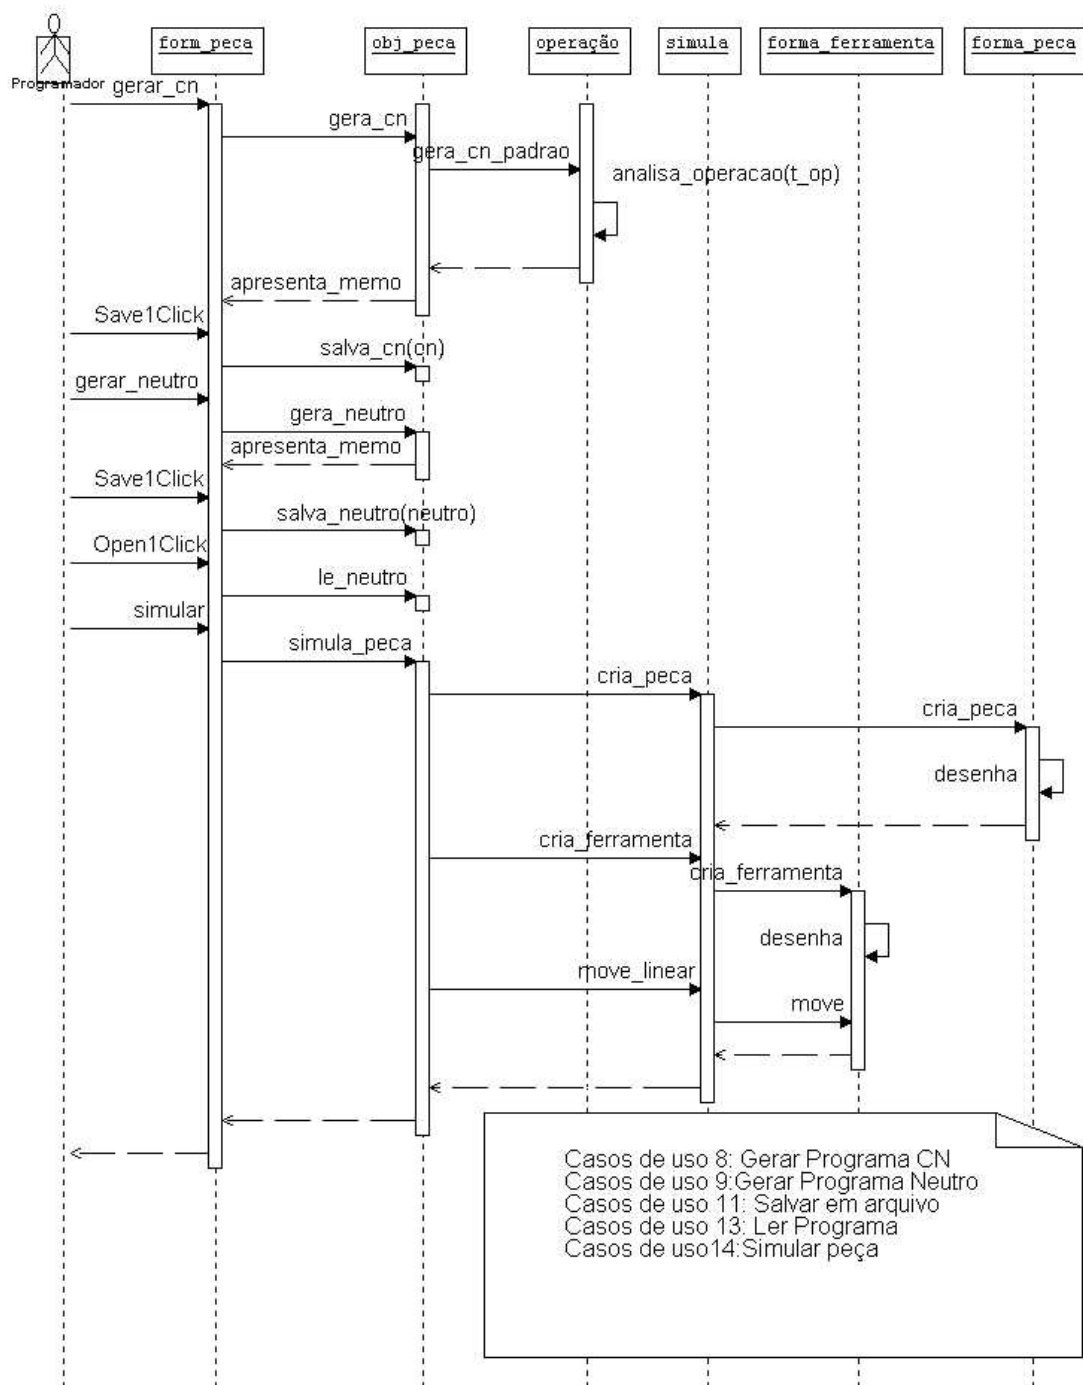 form_peca obj_peca operação simula forma_ferramenta forma_peca
Programador
gerar_cn
gera_cn
gera_cn_padrao
analisa_operacao(t_op)
apresenta_memo
Save1Click
salva_cn(cn)
gerar_neutro
gera_neutro
apresenta_memo
Save1Click
salva_neutro(neutro)
Open1Click
le_neutro
simular
simula_peca
cria_peca
cria_peca
desenha
cria_ferramenta
cria_ferramenta
desenha
move_linear
move
Casos de uso 8: Gerar Programa CN
Casos de uso 9:Gerar Programa Neutro
Casos de uso 11: Salvar em arquivo
Casos de uso 13: Ler Programa
Casos de uso14:Simular peça